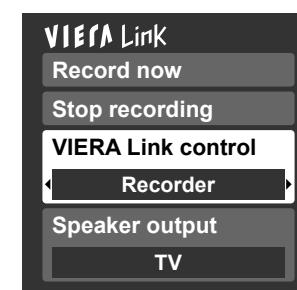 VIERA Link
Record now
Stop recording
VIERA Link control
Recorder
Speaker output
TV